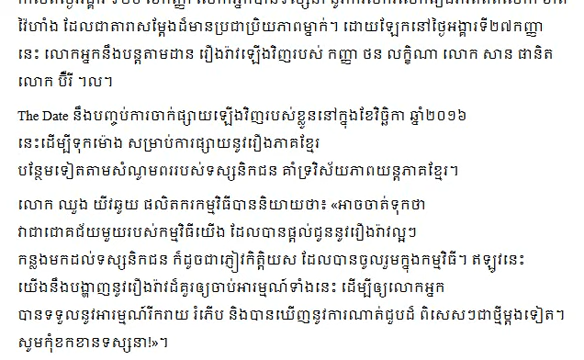 វ៉ៃហាំង ដែលជាតារាសម្ដែងដ៏មានប្រជាប្រិយភាពម្នាក់។ ដោយឡែកនៅថ្ងៃអង្គារទី២៧កញ្ញា
នេះ លោកអ្នកនឹងបន្តតាមដាន រឿងរ៉ាវឡើងវិញរបស់ កញ្ញា ថន លក្ខិណា លោក សាន ផានិត
លោក ប៊ីរី ។ល។
The Date នឹងបញ្ចប់ការចាក់ផ្សាយឡើងវិញរបស់ខ្លួននៅក្នុងខែវិច្ឆិកា ឆ្នាំ២០១៦
នេះដើម្បីទុកម៉ោង សម្រាប់ការផ្សាយនូវរឿងភាគខ្មែរ
បន្ថែមទៀតតាមសំណូមពររបស់ទស្សនិកជន គាំទ្រវិស័យភាពយន្តភាគខ្មែរ។
លោក ឈួង យីវឆូយ ផលិតករកម្មវិធីបាននិយាយថា៖ «អាចចាត់ទុកថា
វាជាជោគជ័យមួយរបស់កម្មវិធីយើង ដែលបានផ្តល់ជូននូវរឿងរ៉ាវល្អៗ
កន្លងមកដល់ទស្សនិកជន ក៏ដូចជាភ្ញៀវកិត្តិយស ដែលបានចូលរួមក្នុងកម្មវិធី។ ឥឡូវនេះ
យើងនឹងបង្ហាញនូវរឿងរ៉ាវដ៏គួរឲ្យចាប់អារម្មណ៍ទាំងនេះ ដើម្បីឲ្យលោកអ្នក
បានទទួលនូវអារម្មណ៍រីករាយ រំភើប និងបានឃើញនូវការណាត់ជួបដ៏ ពិសេសៗជាថ្មីម្តងទៀត។
សូមកុំខកខានទស្សនា!»។